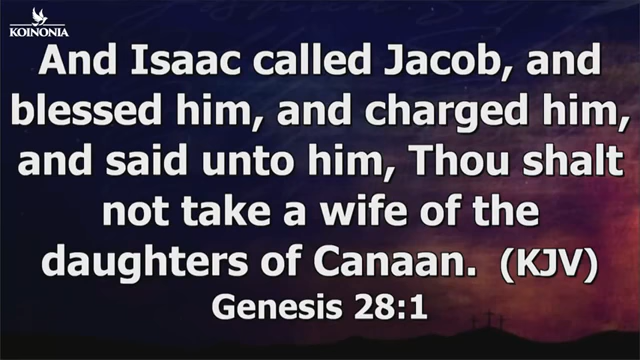 KOINONIA
And Isaac called Jacob, and
blessed him, and charged him,
and said unto him, Thou shalt
not take a wife of the
daughters of Canaan. (KJV)
Genesis 28:1